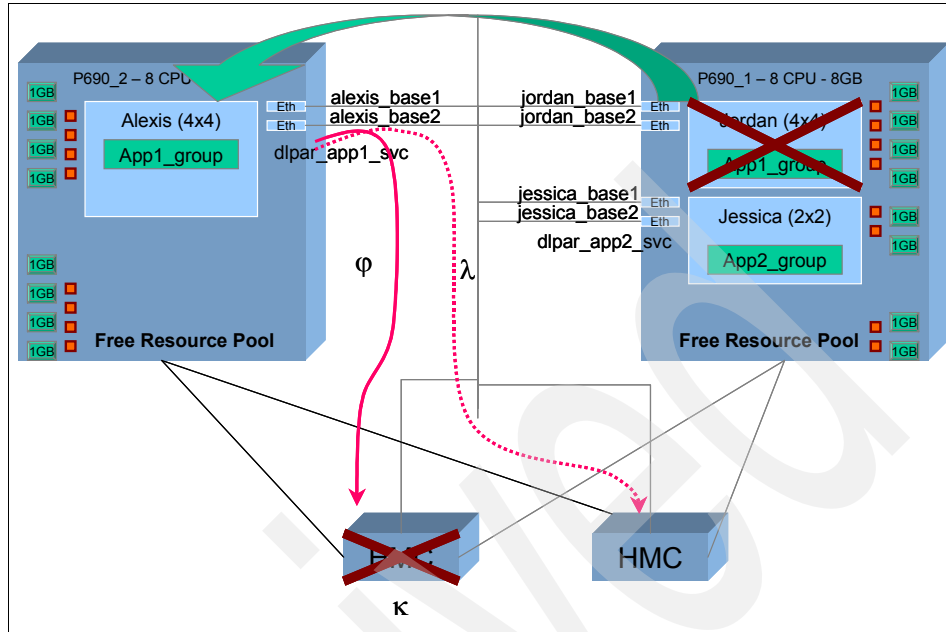 P690_2 – 8 CPU -
P690_1 – 8 CPU - 8GB
1GB
1GB
1GB
1GB
Alexis (4x4)
App1_group
Eth
Eth
alexis_base1
alexis_base2
dlpar_app1_svc
jordan_base1
jordan_base2
Eth
Eth
Jordan (4x4)
App1_group
1GB
1GB
1GB
1GB
jessica_base1
jessica_base2
dlpar_app2_svc
Eth
Eth
Jessica (2x2)
App2_group
1GB
1GB
φ
λ
1GB
1GB
1GB
1GB
Free Resource Pool
Free Resource Pool
1GB
1GB
HMC
HMC
κ